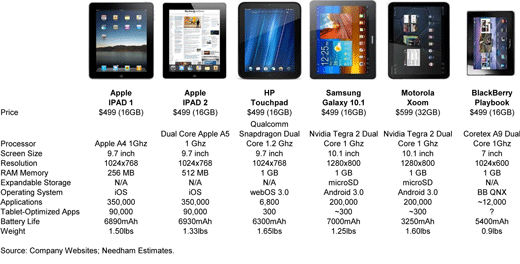 Apple Apple HP Samsung Motorola BlackBerry
IPAD 1 IPAD 2 Touchpad Galaxy 10.1 Xoom Playbook
Price $499 (16GB) $499 (16GB) $499 (16GB) $499 (16GB) $599 (32GB) $499 (16GB)
Qualcomm
Dual Core Apple A5 Snapdragon Dual Nvidia Tegra 2 Dual Nvidia Tegra 2 Dual Coretex A9 Dual
Processor Apple A4 1Ghz 1 Ghz Core 1.2 Ghz Core 1Ghz Core 1Ghz Core 1Ghz
Screen Size 9.7 inch 9.7 inch 9.7 inch 10.1 inch 10.1 inch 7 inch
Resolution 1024x768 1024x768 1024x768 1280x800 1280x800 1024x600
RAM Memory 256 MB 512 MB 1 GB 1 GB 1 GB 1 GB
Expandable Storage N/A N/A N/A microSD microSD N/A
Operating System iOS iOS webOS 3.0 Android 3.0 Android 3.0 BB QNX
Applications 350,000 350,000 6,800 200,000 200,000 ~12,000
Tablet-Optimized Apps 90,000 90,000 300 ~300 ~300 ?
Battery Life 6890mAh 6930mAh 6300mAh 7000mAh 3250mAh 5400mAh
Weight 1.50lbs 1.33lbs 1.65lbs 1.25lbs 1.60lbs 0.9lbs
Source: Company Websites; Needham Estimates.